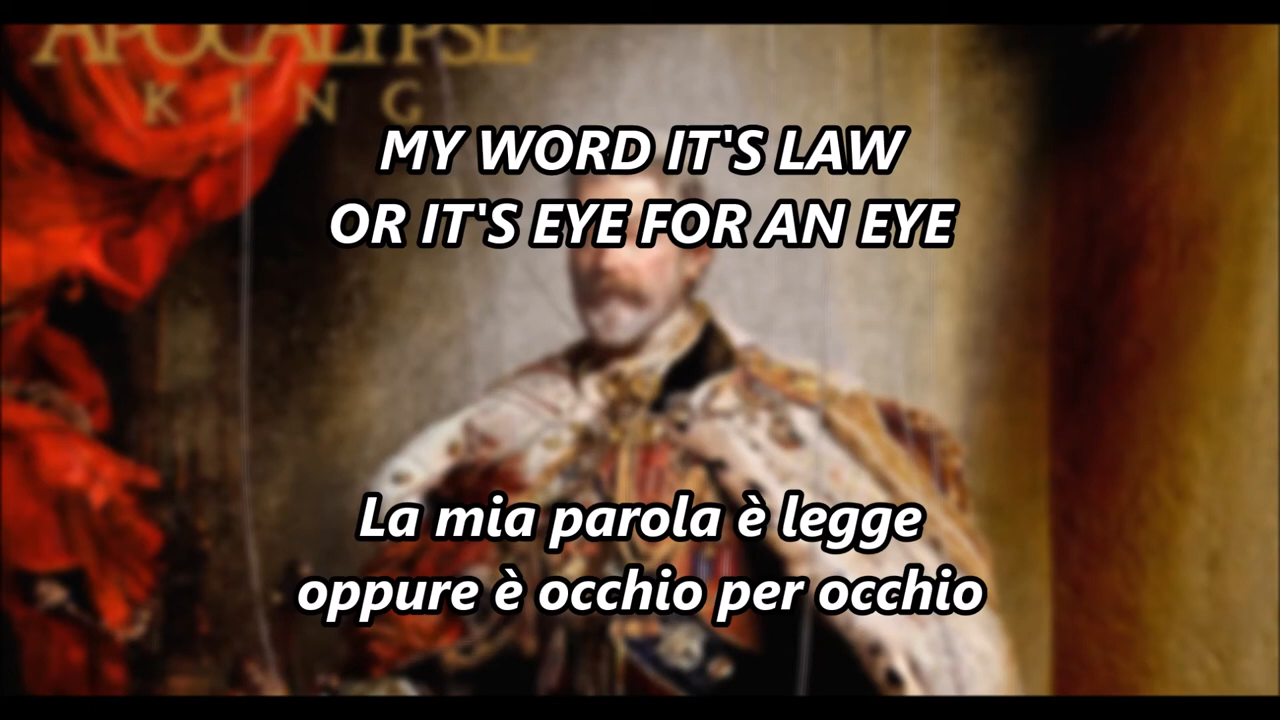 APOCALYPSE
KING
MY WORD IT'S LAW
OR IT'S EYE FOR AN EYE
La mia parola è legge
oppure è occhio per occhio